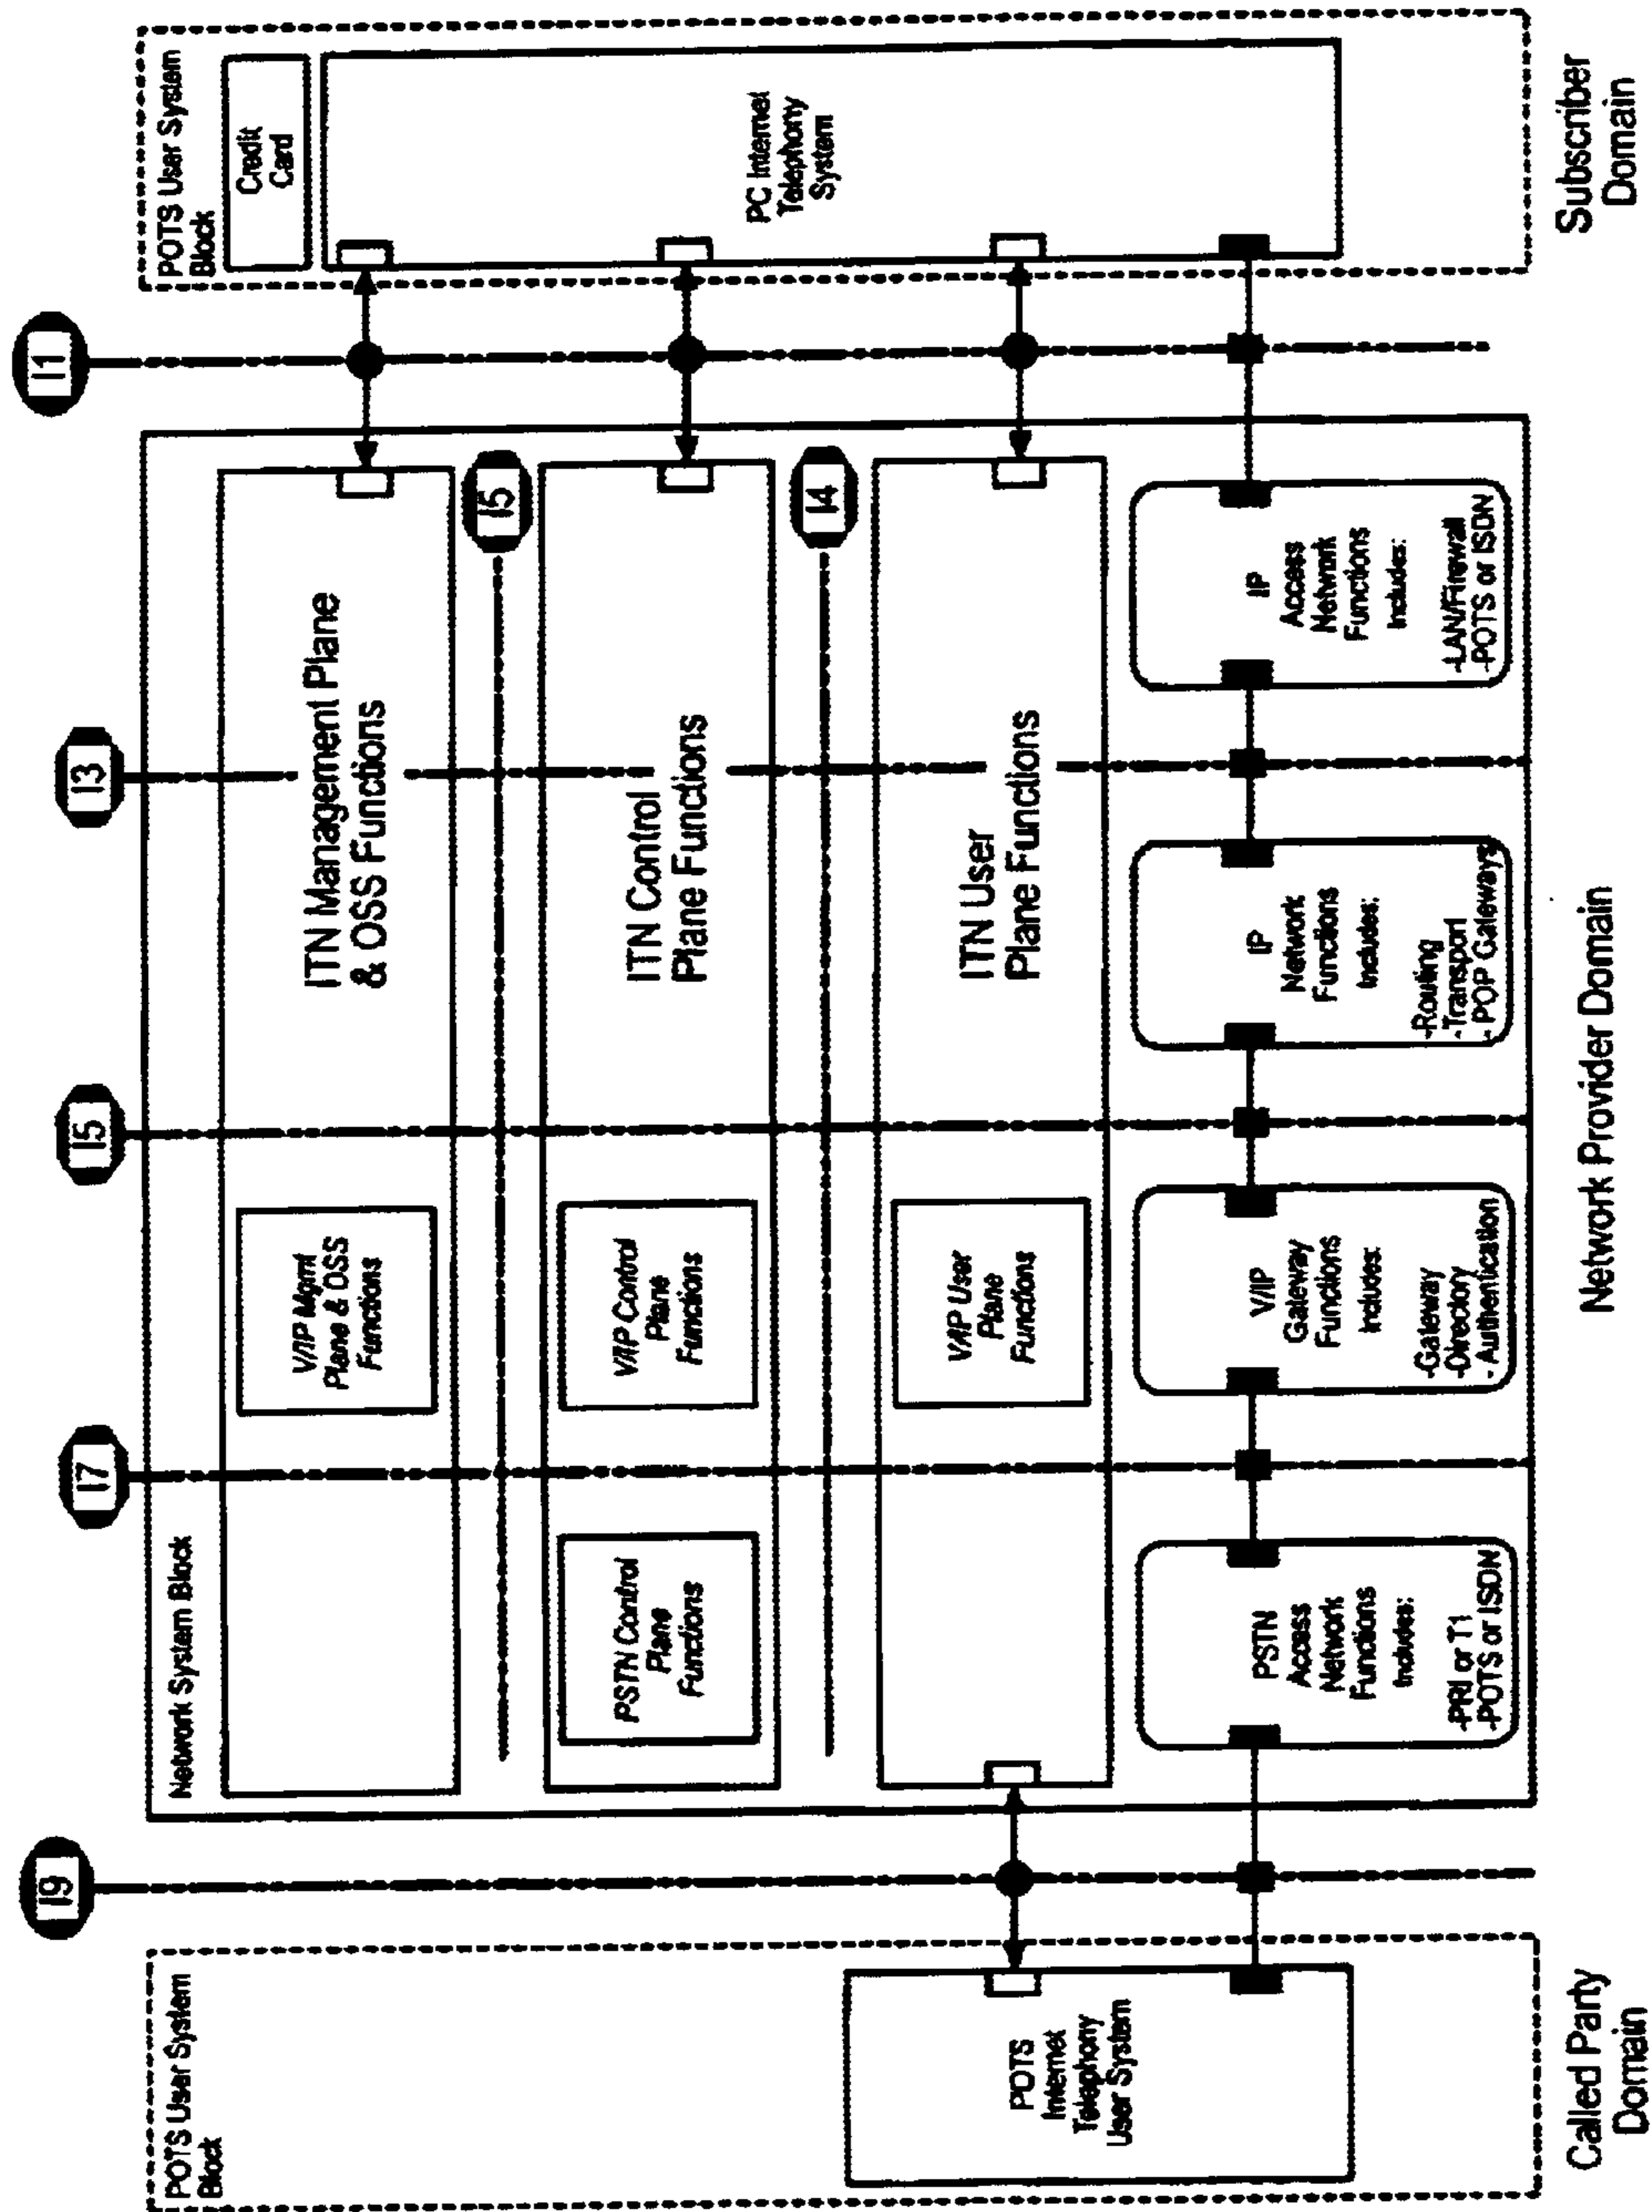 I9
I7
I5
I3
I1
POTS User System
Block
POTS
Internet
Telephony
User System
Called Party
Domain
Network System Block
V/IP Mgmt
Plane & OSS
Functions
ITN Management Plane
& OSS Functions
I5
PSTN Control
Plane
Functions
V/IP Control
Plane
Functions
ITN Control
Plane Functions
I4
V/IP User
Plane
Functions
ITN User
Plane Functions
PSTN
Access
Network
Functions
Includes:
-PRI or T1
-POTS or ISDN
V/IP
Gateway
Functions
Includes:
-Gateway
-Directory
- Authentication
IP
Network
Functions
Includes:
-Routing
-Transport
- POP Gateways
IP
Access
Network
Functions
Includes:
-LAN/Firewall
-POTS or ISDN
Network Provider Domain
POTS User System
Block
Credit
Card
PC Internet
Telephony
System
Subscriber
Domain